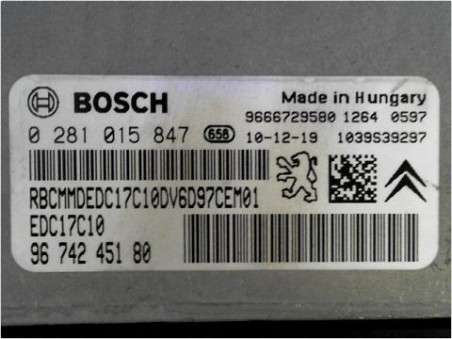 BOSCH
Made in Hungary
9666729580 1264 0597
0 281 015 847 658 10-12-19 1039S39297
RBCMMDEDC17C10DV6D97CEM01
EDC17C10
96 742 451 80